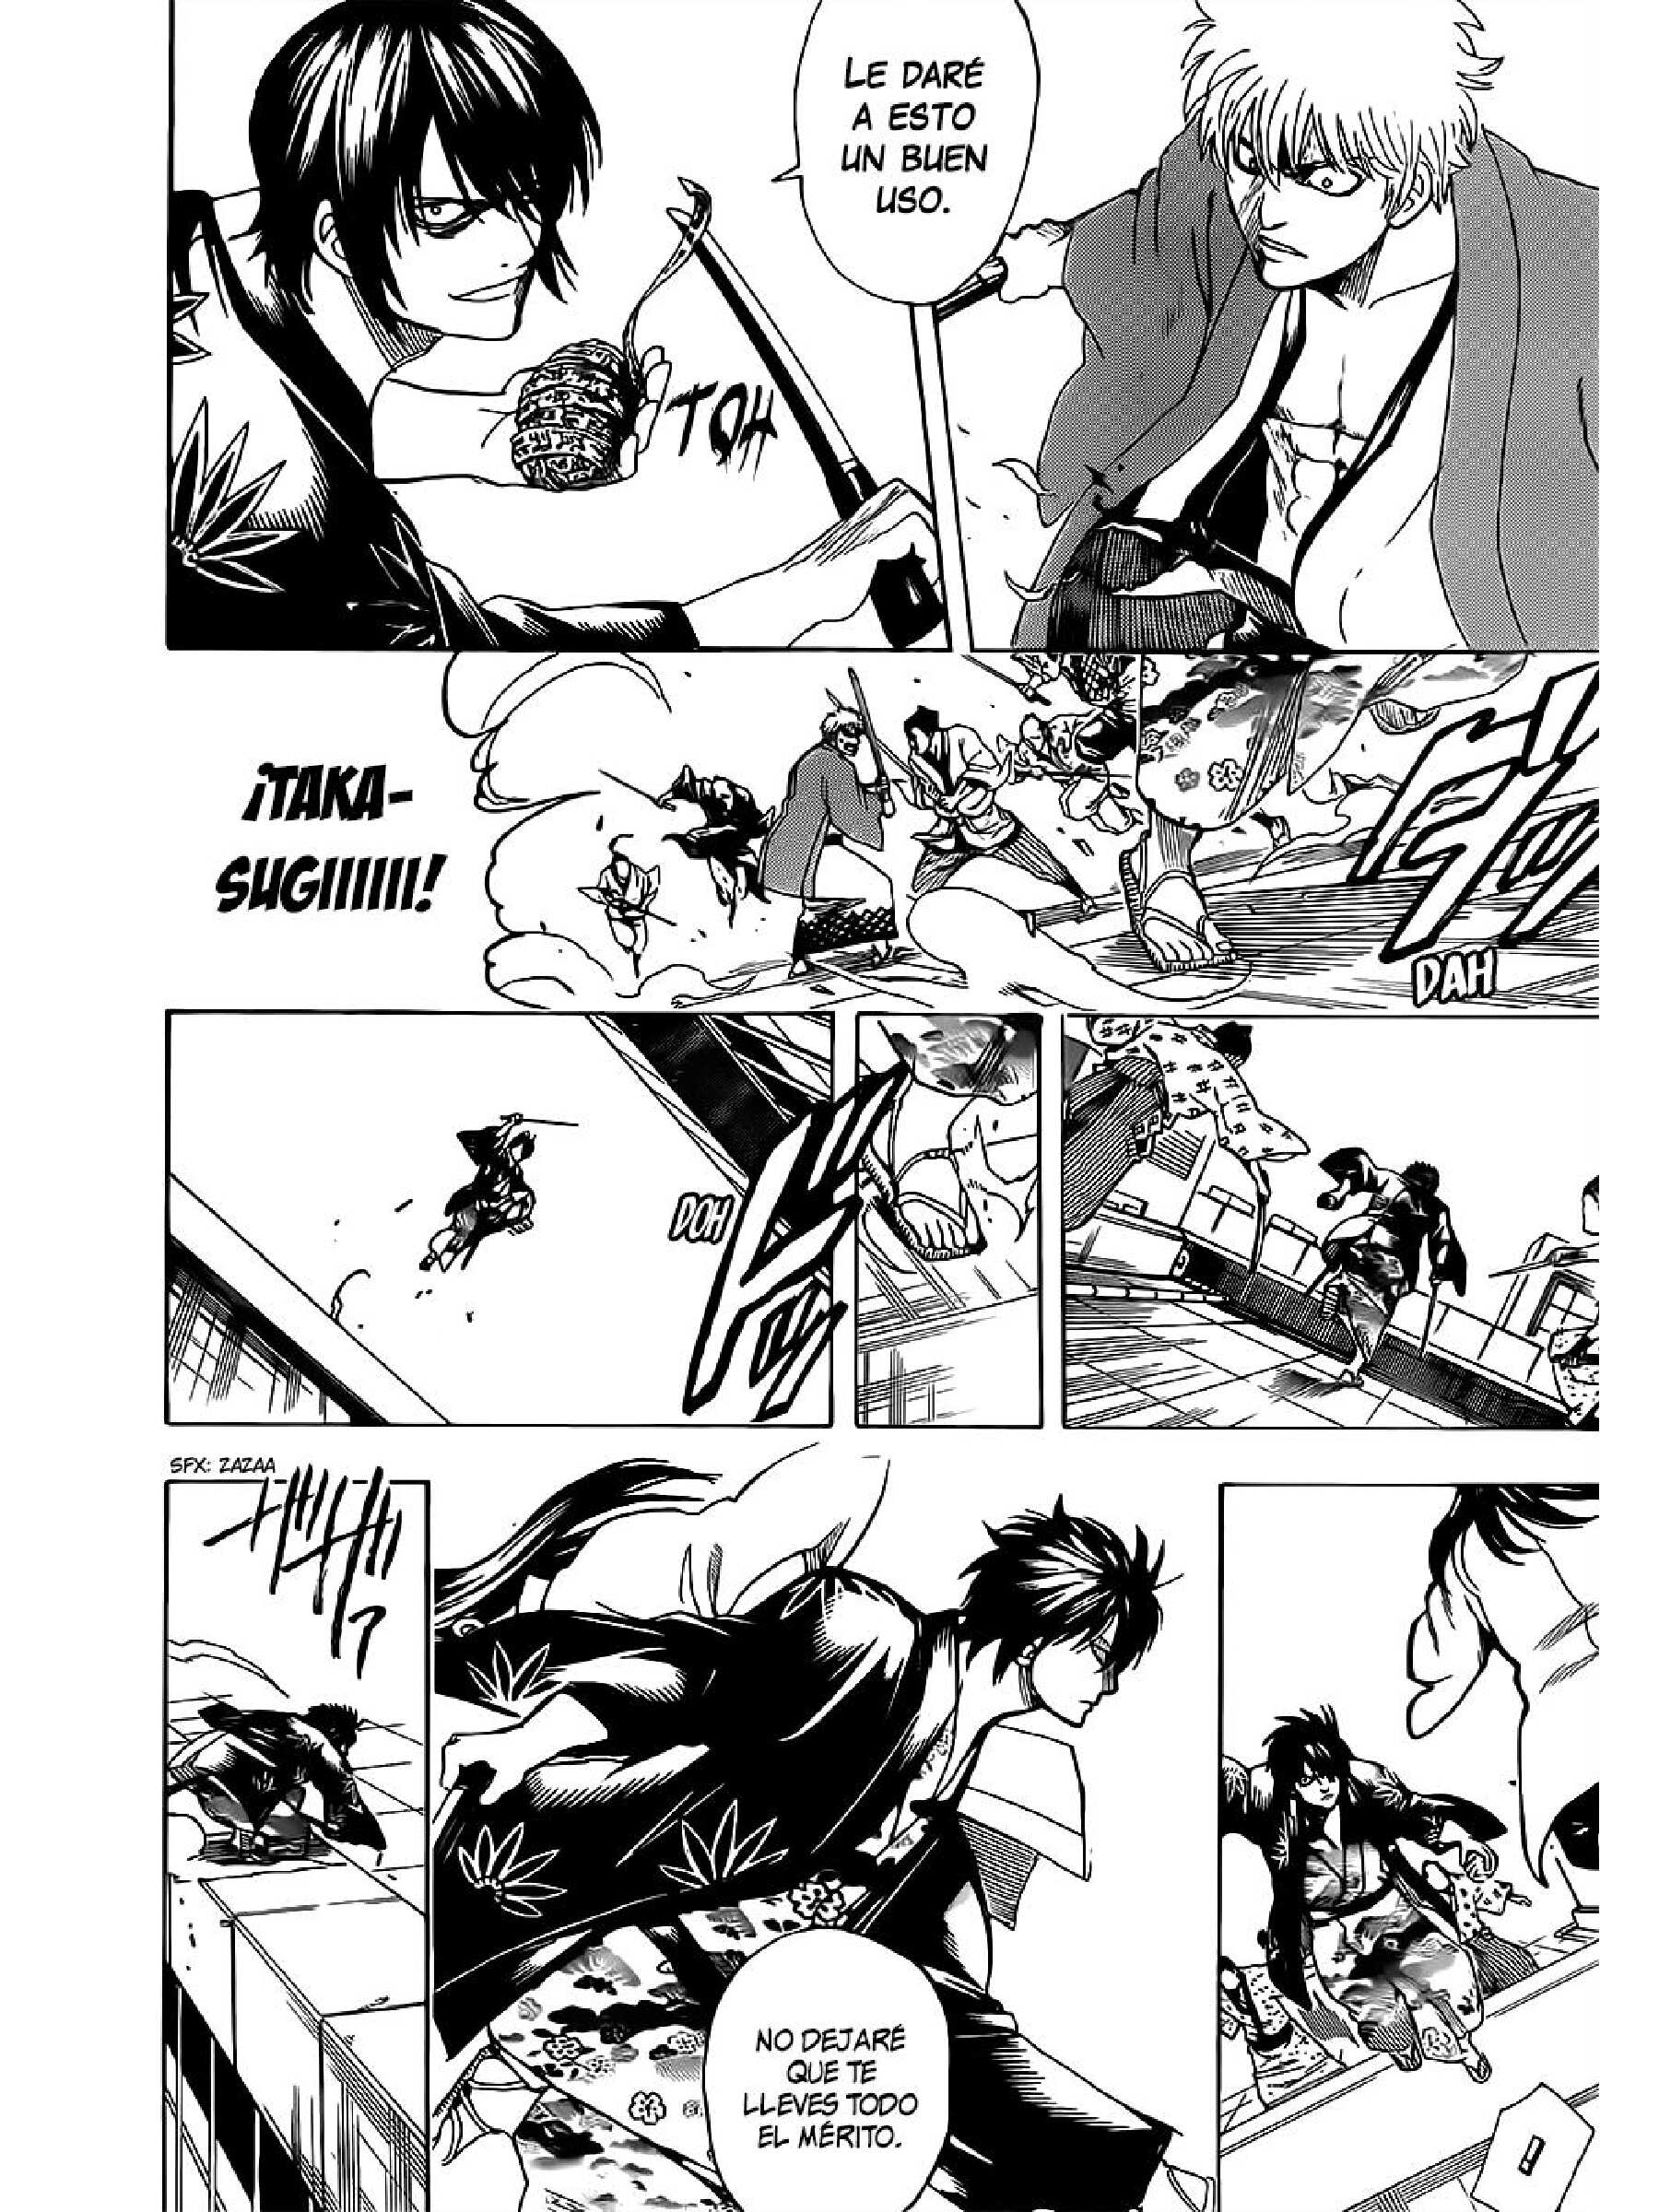 LE DARÉ
A ESTO
UN BUEN
USO.
TOH
¡TAKA-
SUGIIIIIII!
DAH
DOH
SFX: ZAZAA
!
NO DEJARÉ
QUE TE
LLEVES TODO
EL MÉRITO.